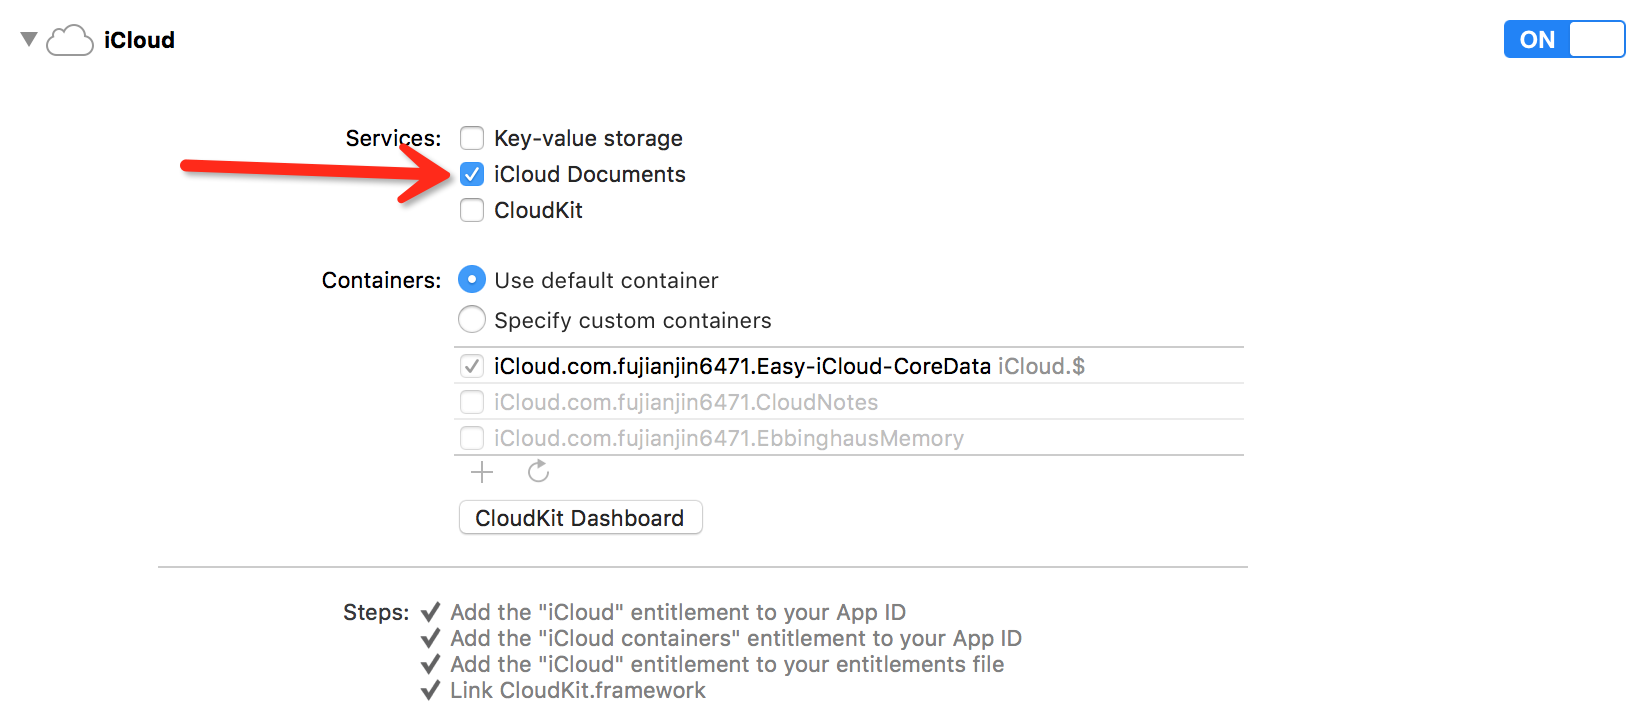 iCloud
ON
Services:
Key-value storage
iCloud Documents
CloudKit
Containers:
Use default container
Specify custom containers
iCloud.com.fujianjin6471.Easy-iCloud-CoreData iCloud.$
iCloud.com.fujianjin6471.CloudNotes
iCloud.com.fujianjin6471.EbbinghausMemory
CloudKit Dashboard
Steps: ✔ Add the "iCloud" entitlement to your App ID
✔ Add the "iCloud containers" entitlement to your App ID
✔ Add the "iCloud" entitlement to your entitlements file
✔ Link CloudKit.framework